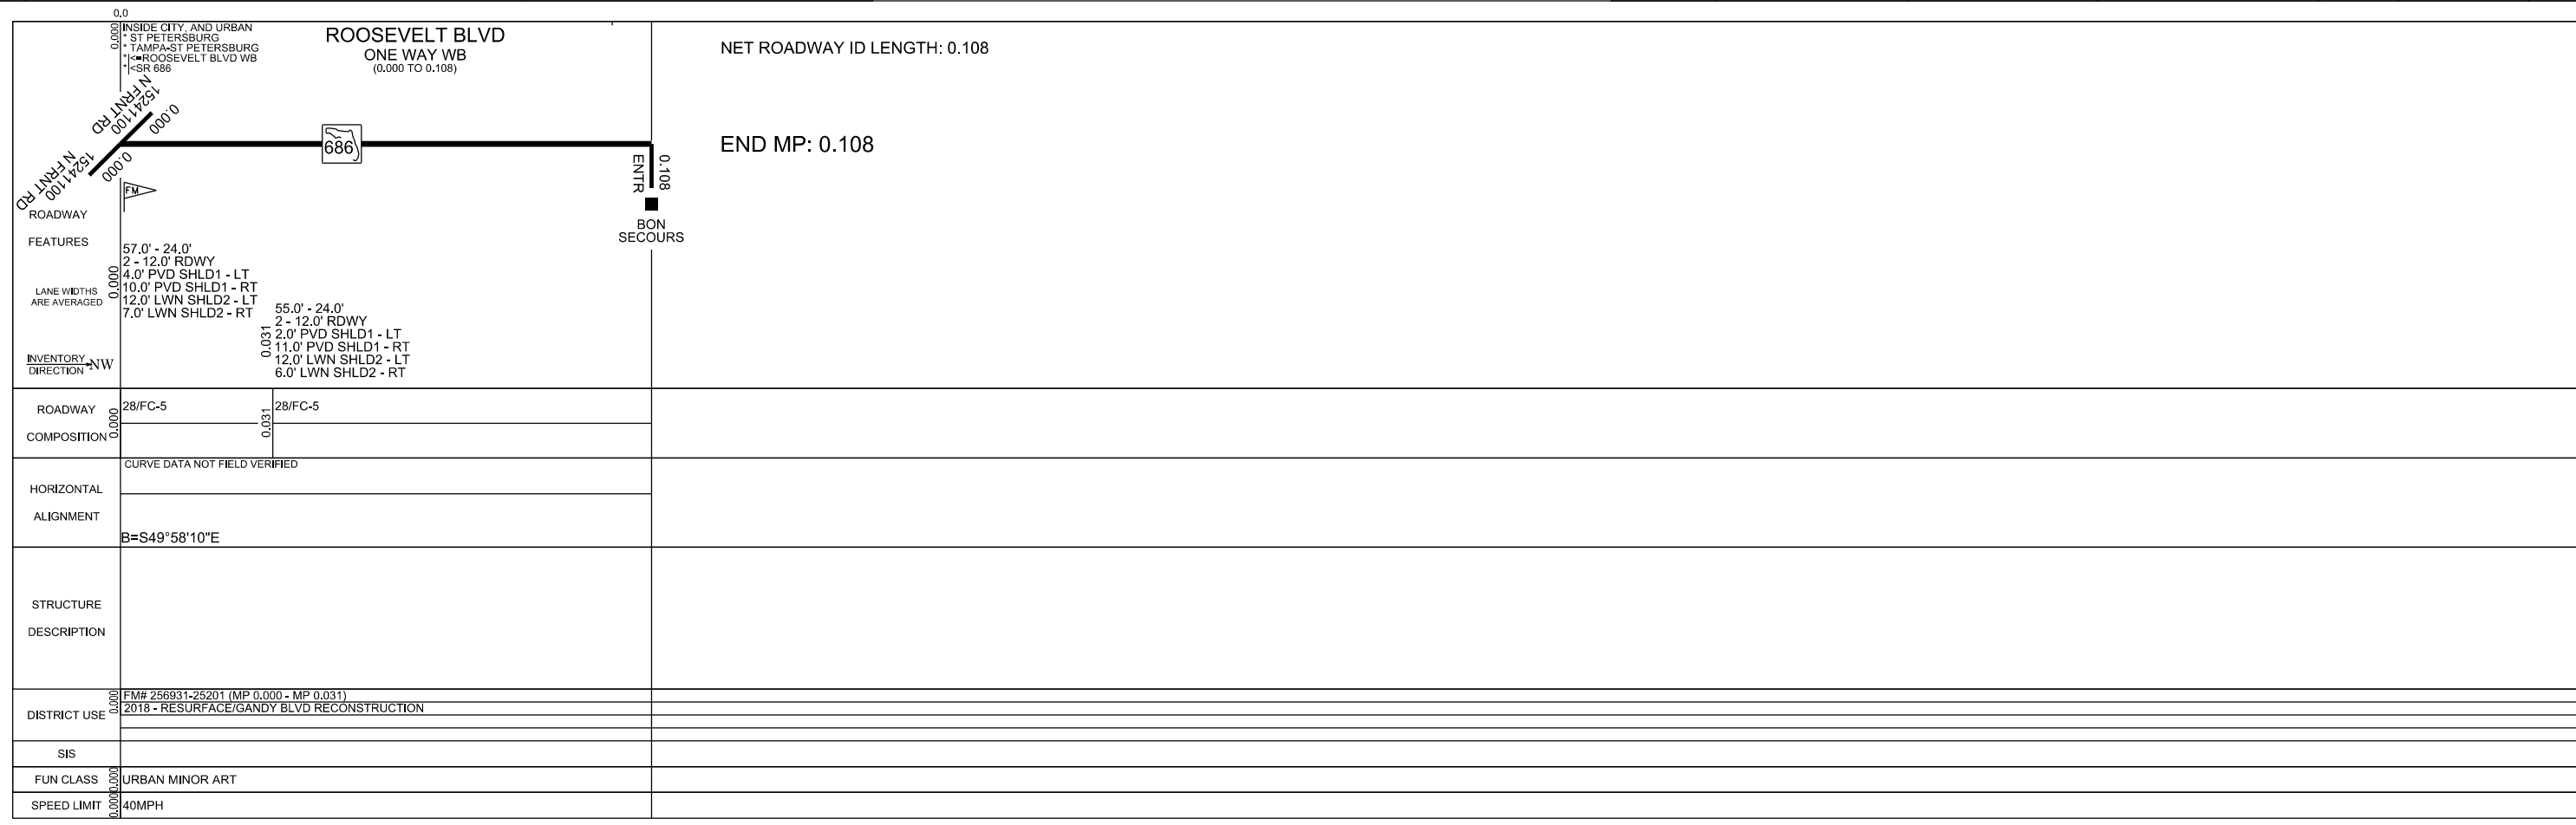 0.0
0.000
INSIDE CITY, AND URBAN
* ST PETERSBURG
* TAMPA-ST PETERSBURG
*|<=ROOSEVELT BLVD WB
*|<SR 686
ROOSEVELT BLVD
ONE WAY WB
(0.000 TO 0.108)
NET ROADWAY ID LENGTH: 0.108
N FRNT RD
15241100
0.000
686
END MP: 0.108
N FRNT RD
15241100
0.000
FM
ENTR
0.108
BON
SECOURS
ROADWAY
FEATURES
LANE WIDTHS
ARE AVERAGED
INVENTORY
DIRECTION
NW
0.000
57.0' - 24.0'
2 - 12.0' RDWY
4.0' PVD SHLD1 - LT
10.0' PVD SHLD1 - RT
12.0' LWN SHLD2 - LT
7.0' LWN SHLD2 - RT
0.031
55.0' - 24.0'
2 - 12.0' RDWY
2.0' PVD SHLD1 - LT
11.0' PVD SHLD1 - RT
12.0' LWN SHLD2 - LT
6.0' LWN SHLD2 - RT
ROADWAY
COMPOSITION
0.000
28/FC-5
0.031
28/FC-5
HORIZONTAL
ALIGNMENT
CURVE DATA NOT FIELD VERIFIED
B=S49°58'10"E
STRUCTURE
DESCRIPTION
DISTRICT USE
0.000
FM# 256931-25201 (MP 0.000 - MP 0.031)
2018 - RESURFACE/GANDY BLVD RECONSTRUCTION
SIS
FUN CLASS
0.000
URBAN MINOR ART
SPEED LIMIT
0.000
40MPH